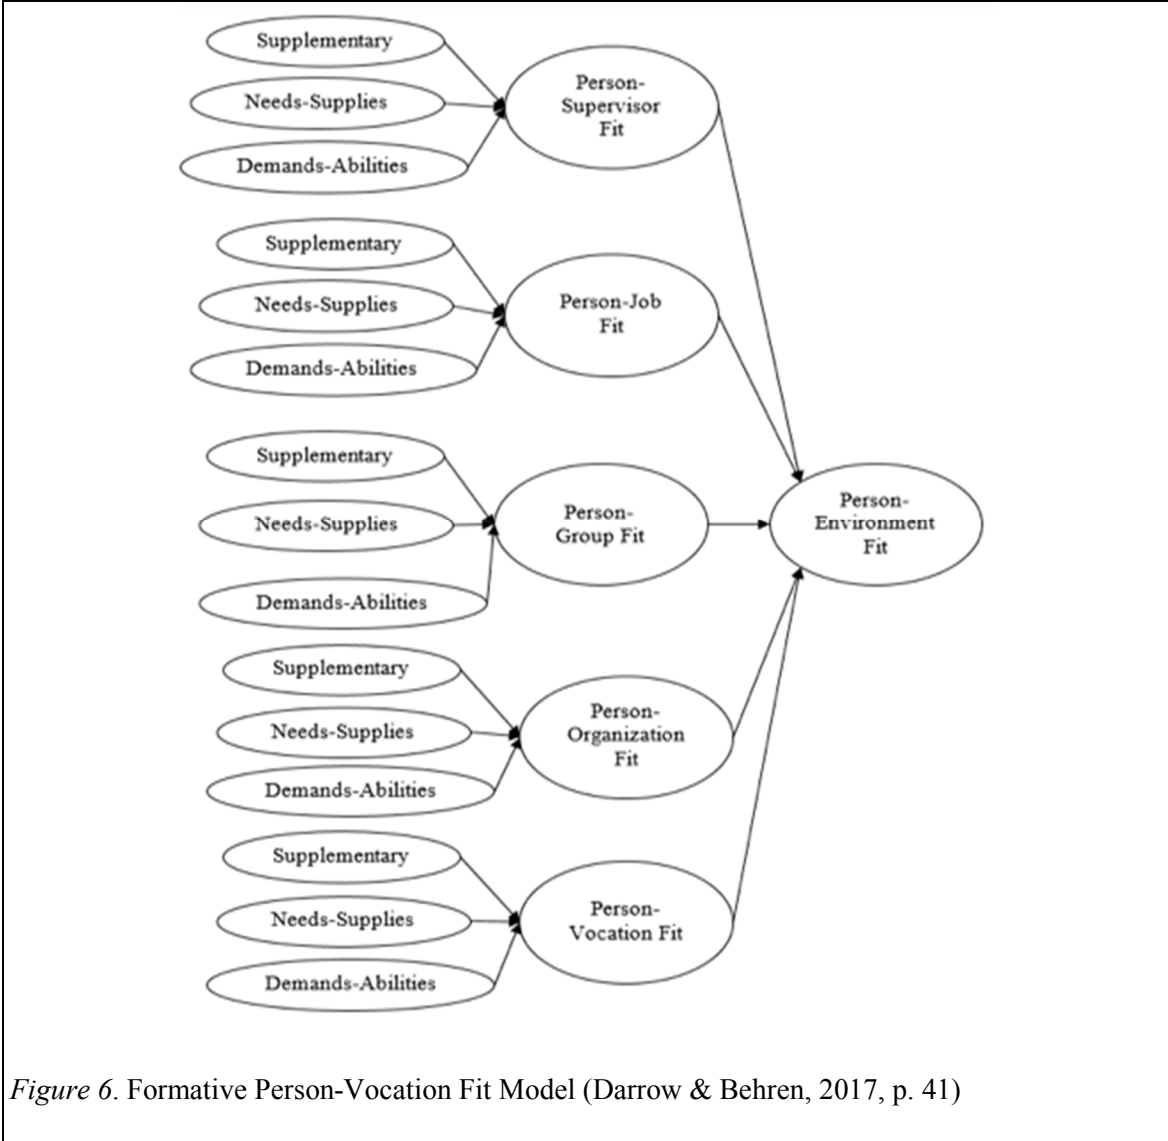 Supplementary
Needs-Supplies
Demands-Abilities
Person-
Supervisor
Fit
Supplementary
Needs-Supplies
Demands-Abilities
Person-Job
Fit
Supplementary
Needs-Supplies
Demands-Abilities
Person-
Group Fit
Person-
Environment
Fit
Supplementary
Needs-Supplies
Demands-Abilities
Person-
Organization
Fit
Supplementary
Needs-Supplies
Demands-Abilities
Person-
Vocation Fit
Figure 6. Formative Person-Vocation Fit Model (Darrow & Behren, 2017, p. 41)